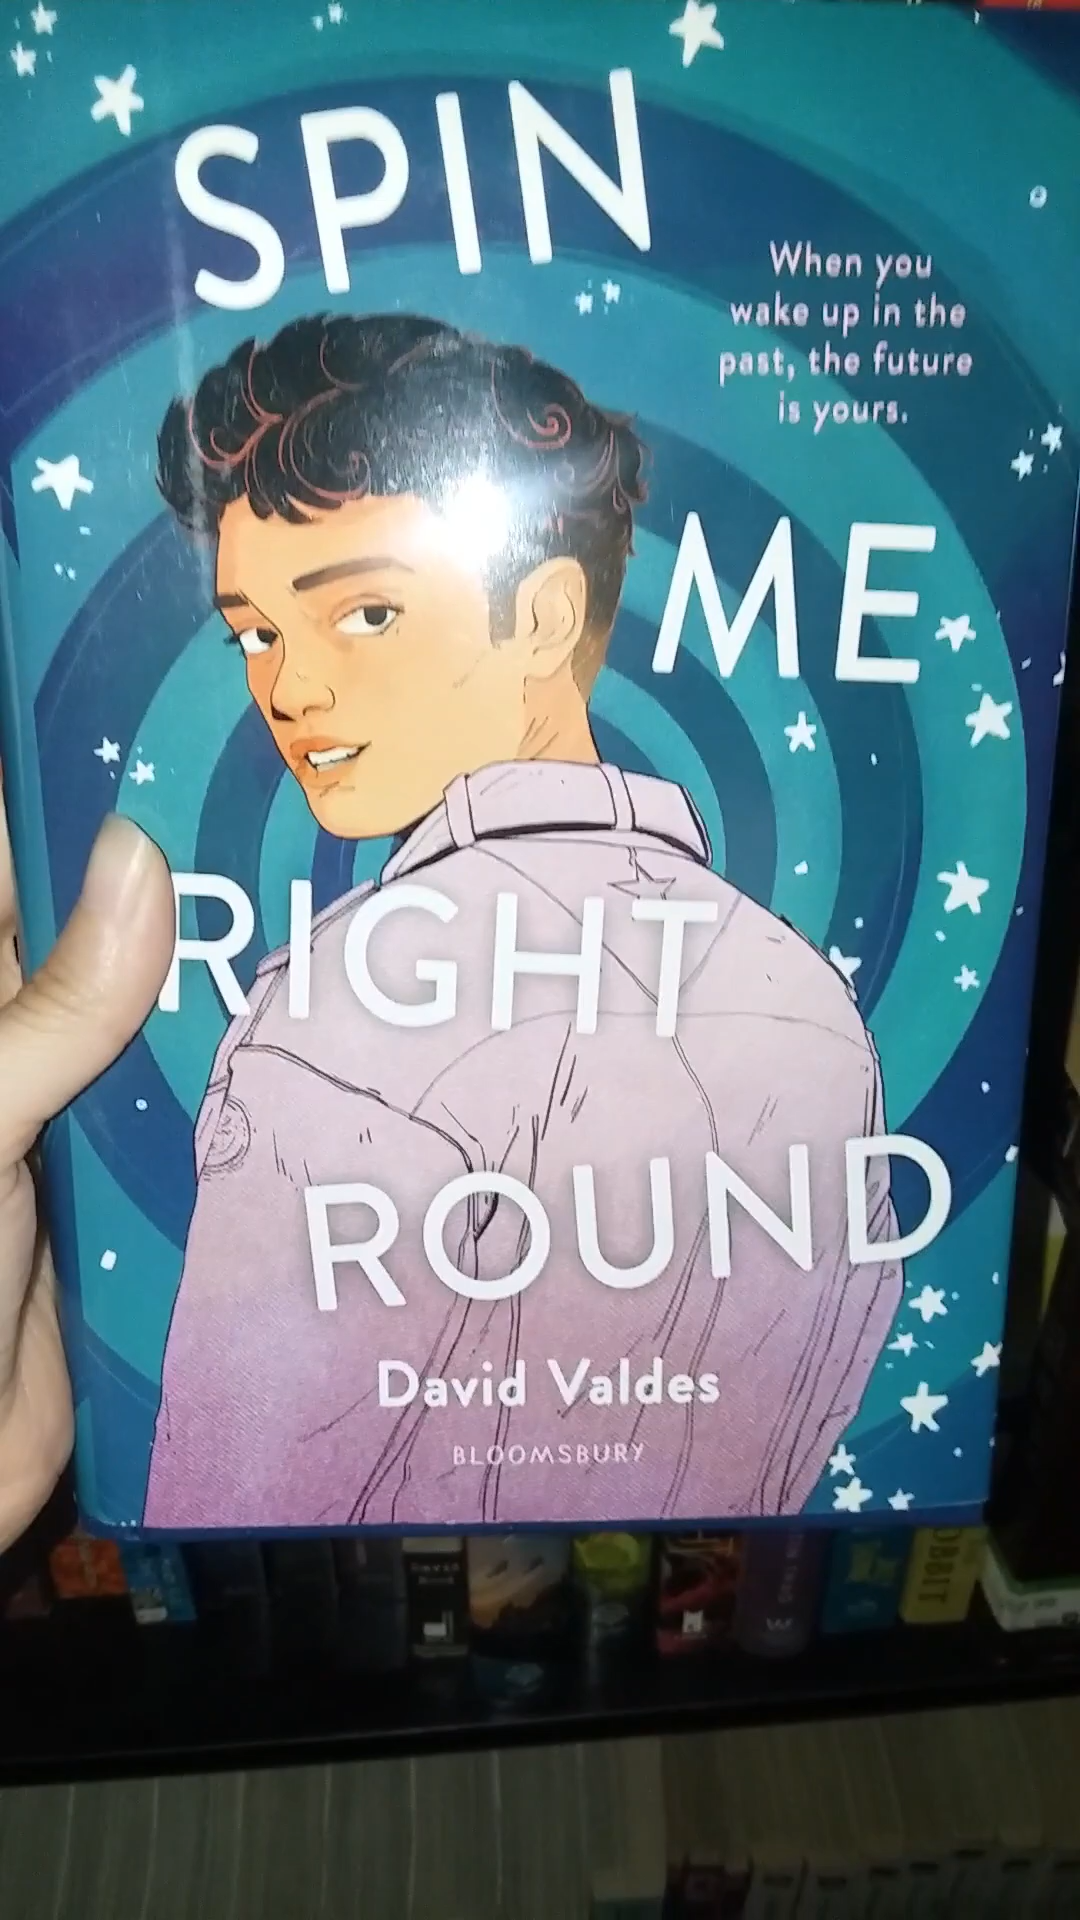 SPIN
When you
wake up in the
past, the future
is yours.
ME
RIGHT
ROUND
David Valdes
BLOOMSBURY